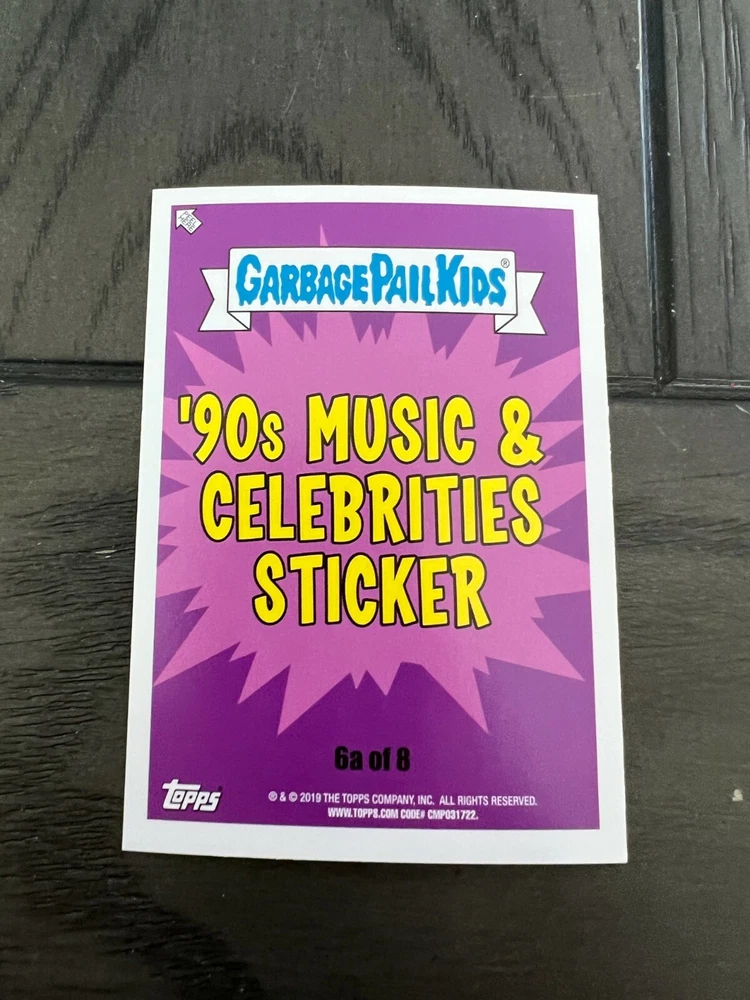 GARBAGE PAIL KIDS®
'90s MUSIC &
CELEBRITIES
STICKER
6a of 8
topps
® & © 2019 THE TOPPS COMPANY, INC. ALL RIGHTS RESERVED.
WWW.TOPPS.COM CODE# CMP031722.